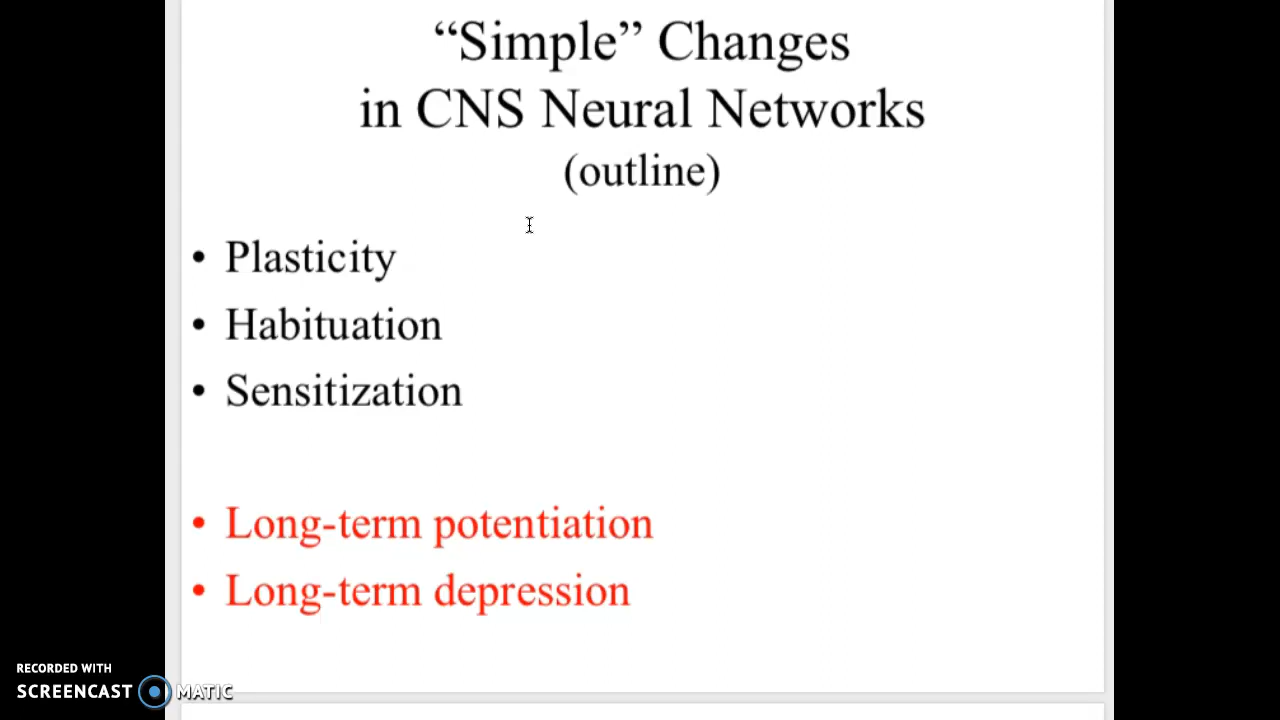 “Simple” Changes
in CNS Neural Networks
(outline)
• Plasticity
• Habituation
• Sensitization
• Long-term potentiation
• Long-term depression
RECORDED WITH
SCREENCAST MATIC